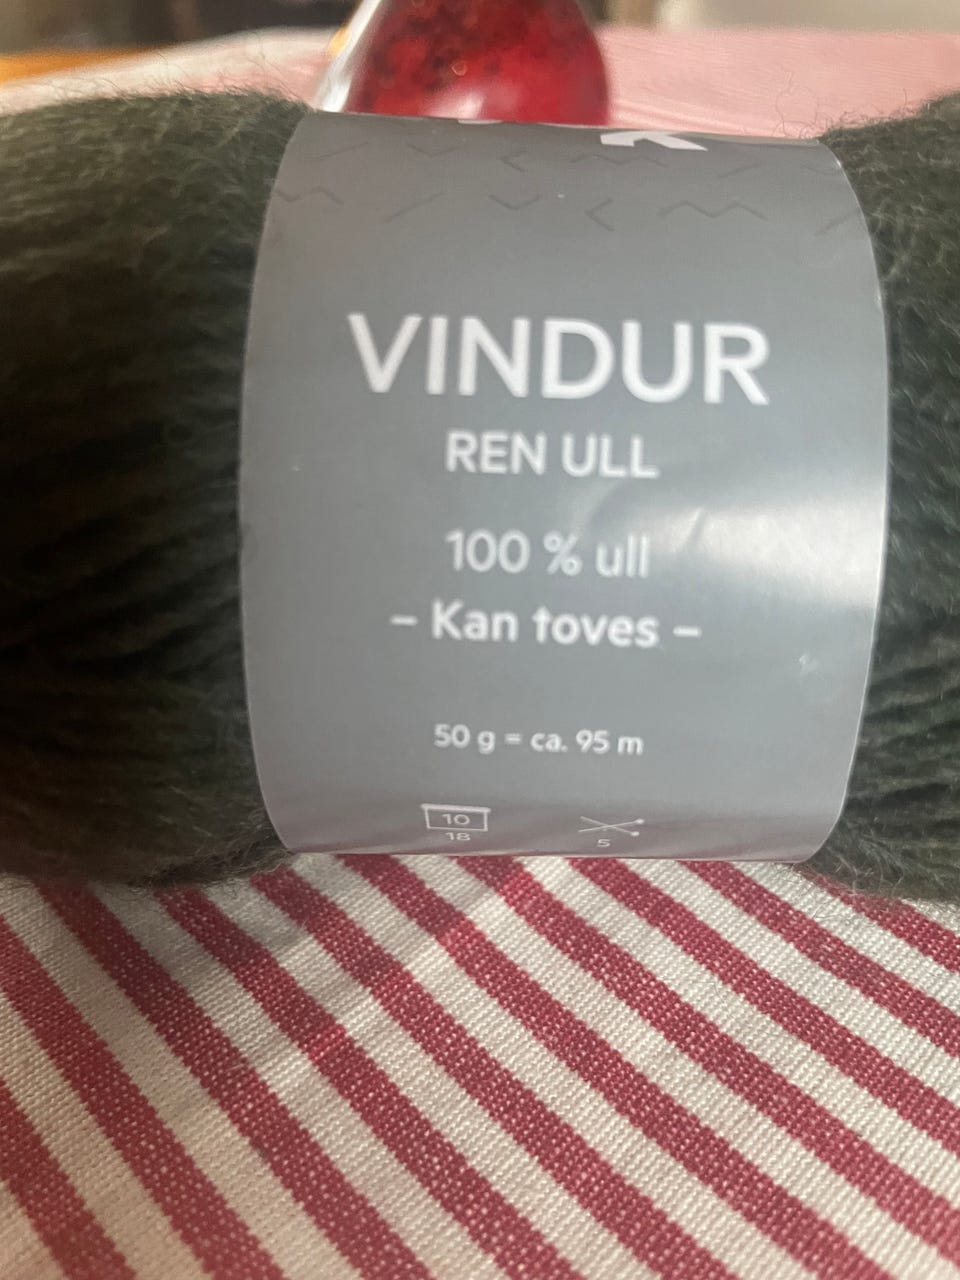 VINDUR
REN ULL
100 % ull
– Kan toves –
50 g = ca. 95 m
10
18
5